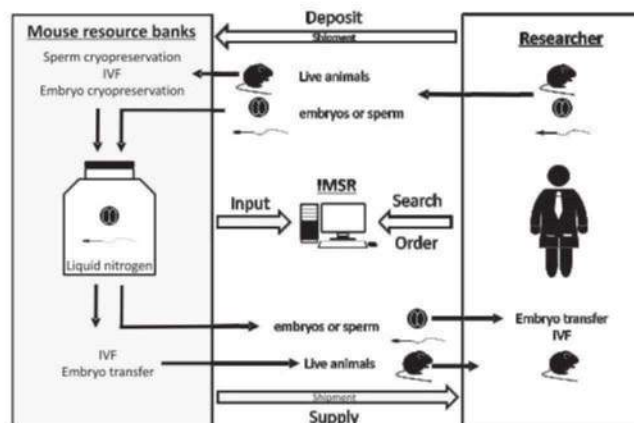 Mouse resource banks
Sperm cryopreservation
IVF
Embryo cryopreservation
Liquid nitrogen
IVF
Embryo transfer
Deposit
Shipment
Live animals
embryos or sperm
Input
IMSR
Search
Order
embryos or sperm
Live animals
Shipment
Supply
Researcher
Embryo transfer
IVF